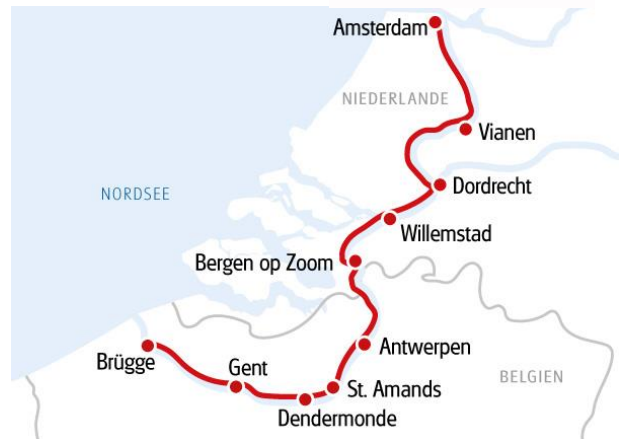 Amsterdam
NIEDERLANDE
Vianen
Dordrecht
NORDSEE
Willemstad
Bergen op Zoom
Antwerpen
Brügge
Gent
BELGIEN
St. Amands
Dendermonde